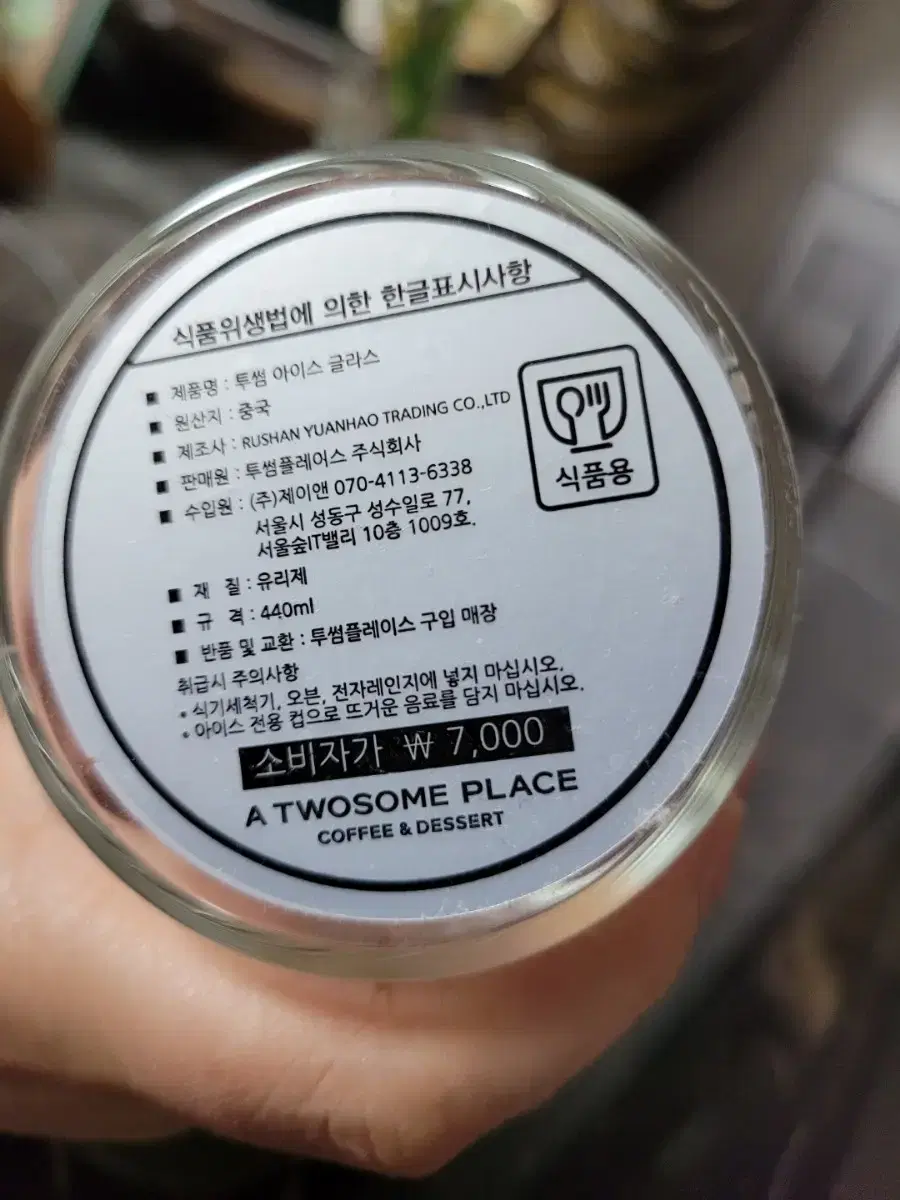 식품위생법에 의한 한글표시사항
■ 제품명 : 투썸 아이스 글라스
■ 원산지 : 중국
■ 제조사 : RUSHAN YUANHAO TRADING CO.,LTD
■ 판매원 : 투썸플레이스 주식회사
■ 수입원 : (주)제이앤 070-4113-6338
서울시 성동구 성수일로 77,
서울숲IT밸리 10층 1009호.
식품용
■ 재 질 : 유리제
■ 규 격 : 440ml
■ 반품 및 교환 : 투썸플레이스 구입 매장
취급시 주의사항
• 식기세척기, 오븐, 전자레인지에 넣지 마십시오.
• 아이스 전용 컵으로 뜨거운 음료를 담지 마십시오.
소비자가 ₩ 7,000
A TWOSOME PLACE
COFFEE & DESSERT